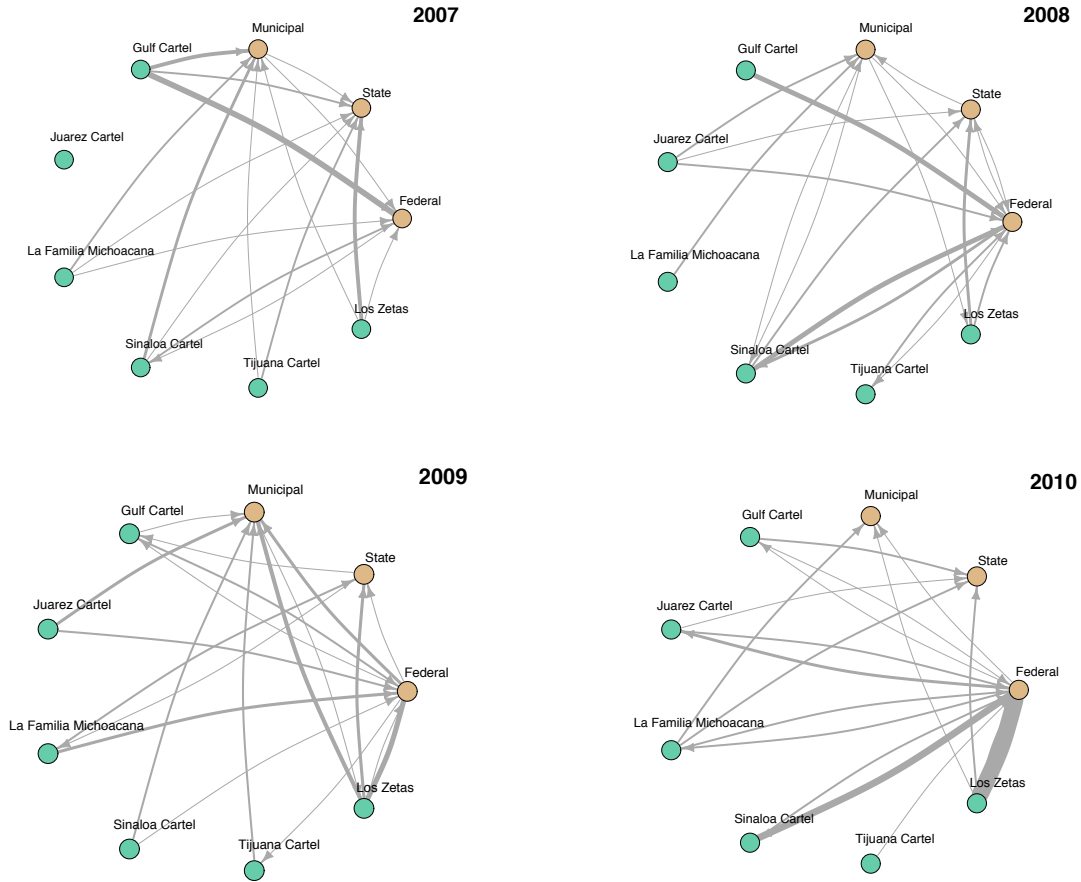 2007
Municipal
Gulf Cartel
State
Juarez Cartel
Federal
La Familia Michoacana
Los Zetas
Sinaloa Cartel
Tijuana Cartel
2008
Municipal
Gulf Cartel
State
Juarez Cartel
Federal
La Familia Michoacana
Los Zetas
Sinaloa Cartel
Tijuana Cartel
2009
Municipal
Gulf Cartel
State
Juarez Cartel
Federal
La Familia Michoacana
Los Zetas
Sinaloa Cartel
Tijuana Cartel
2010
Municipal
Gulf Cartel
State
Juarez Cartel
Federal
La Familia Michoacana
Los Zetas
Sinaloa Cartel
Tijuana Cartel